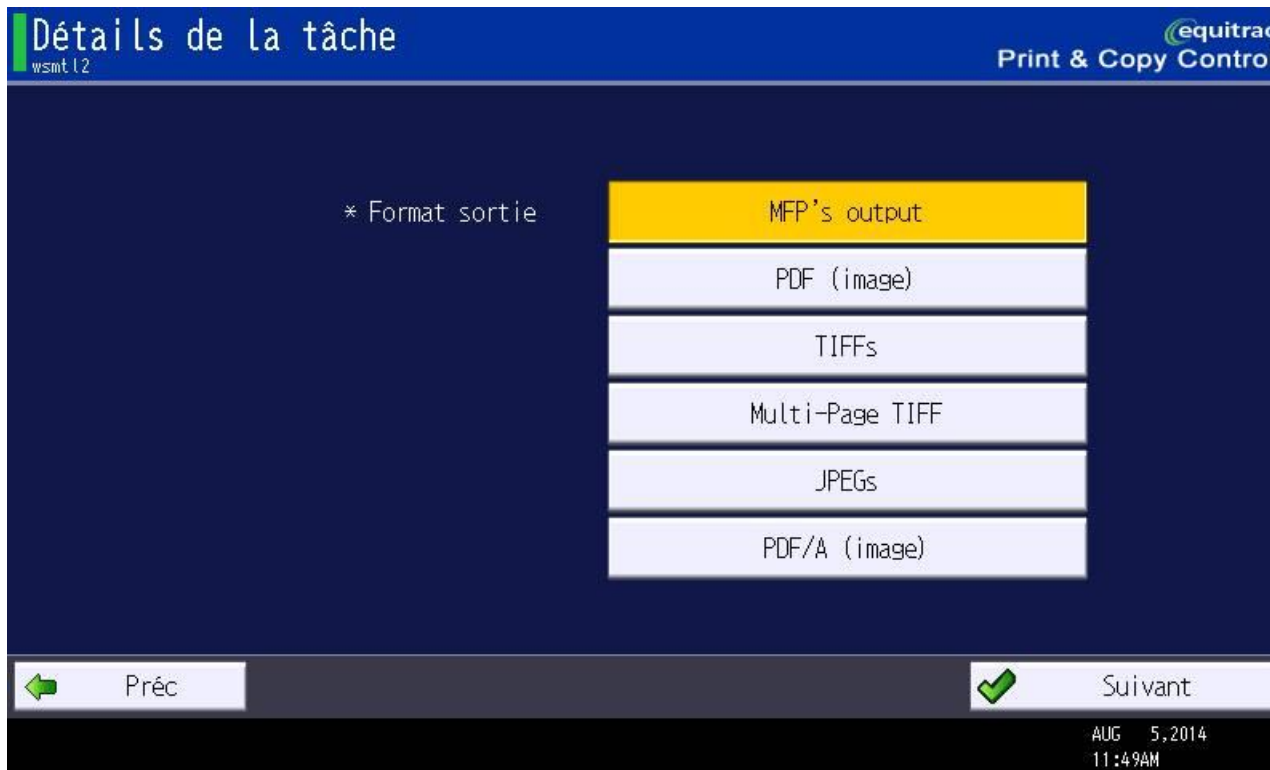 Détails de la tâche
wsmtl2
equitrac
Print & Copy Contro
* Format sortie
MFP's output
PDF (image)
TIFFs
Multi-Page TIFF
JPEGs
PDF/A (image)
Préc
Suivant
AUG 5,2014
11:49AM